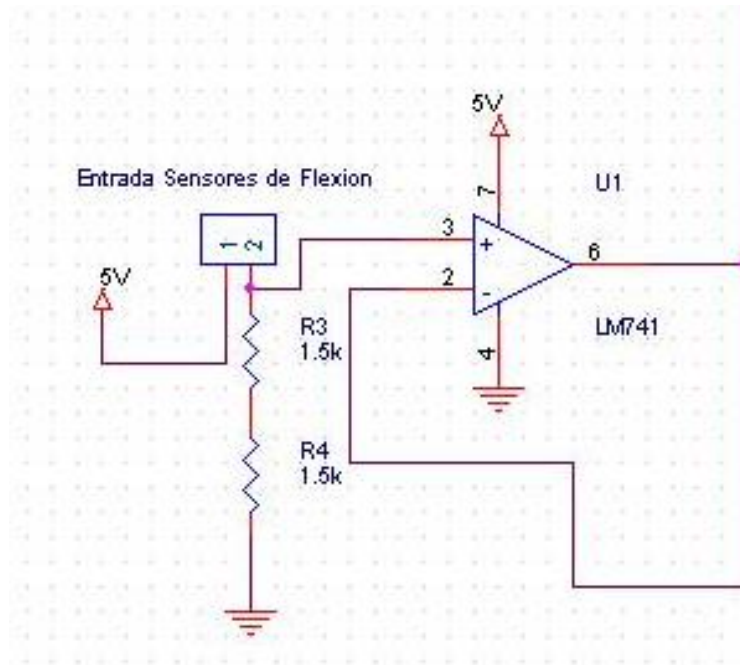 5V
Entrada Sensores de Flexion
U1
7
1 2
3
+
6
5V
2
-
LM741
R3
1.5k
4
R4
1.5k